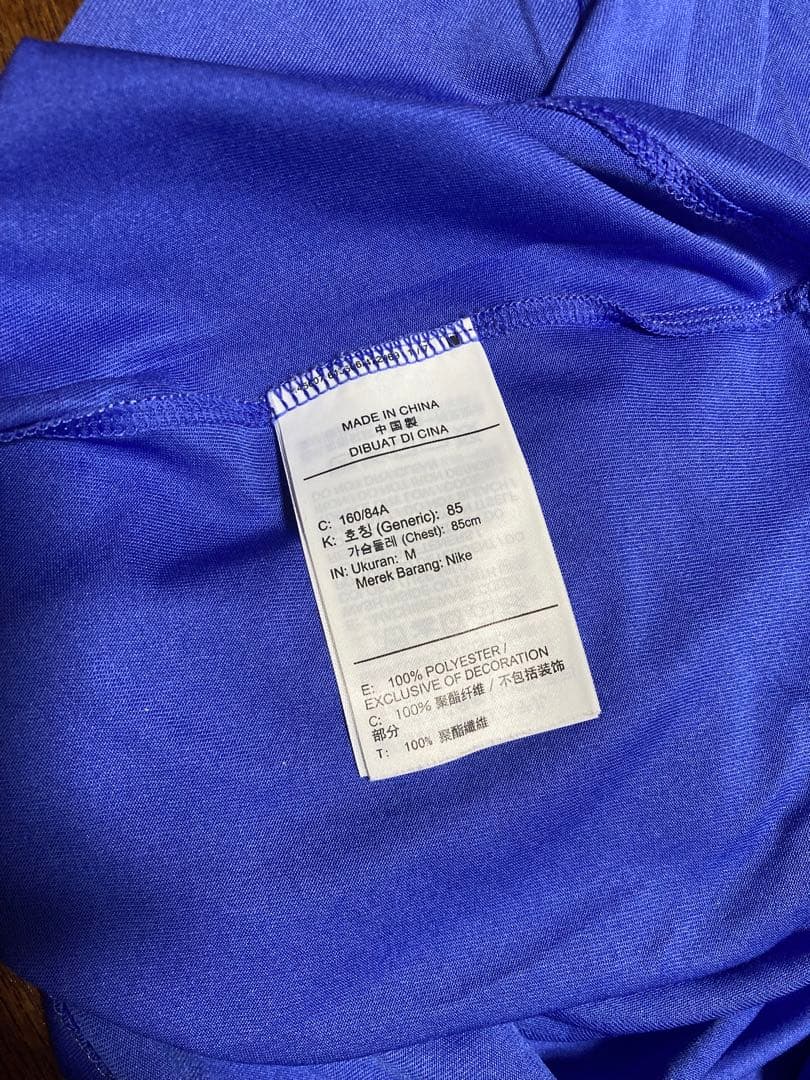 MADE IN CHINA
中国製
DIBUAT DI CINA
C: 160/84A
K: 호칭 (Generic): 85
가슴둘레 (Chest): 85cm
IN: Ukuran: M
Merek Barang: Nike
E: 100% POLYESTER /
EXCLUSIVE OF DECORATION
C: 100% 聚酯纤维 / 不包括装饰
部分
T: 100% 聚酯纖維